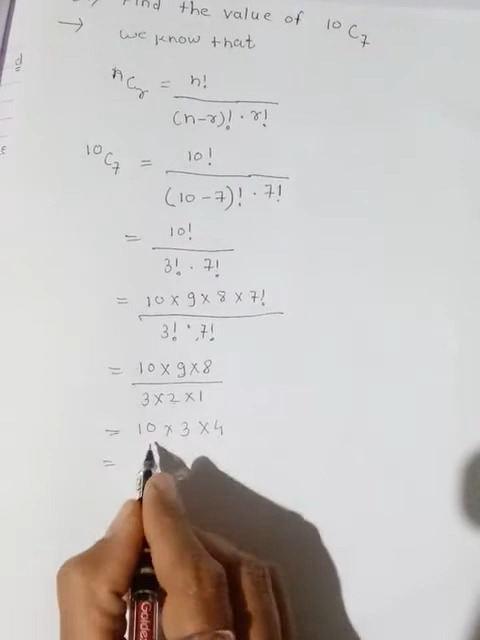 Find the value of ¹⁰C₇
→ we know that
ⁿCᵣ = n! / (n-r)! · r!
¹⁰C₇ = 10! / (10-7)! · 7!
= 10! / 3! · 7!
= 10 x 9 x 8 x 7! / 3! · 7!
= 10 x 9 x 8 / 3 x 2 x 1
= 10 x 3 x 4
=